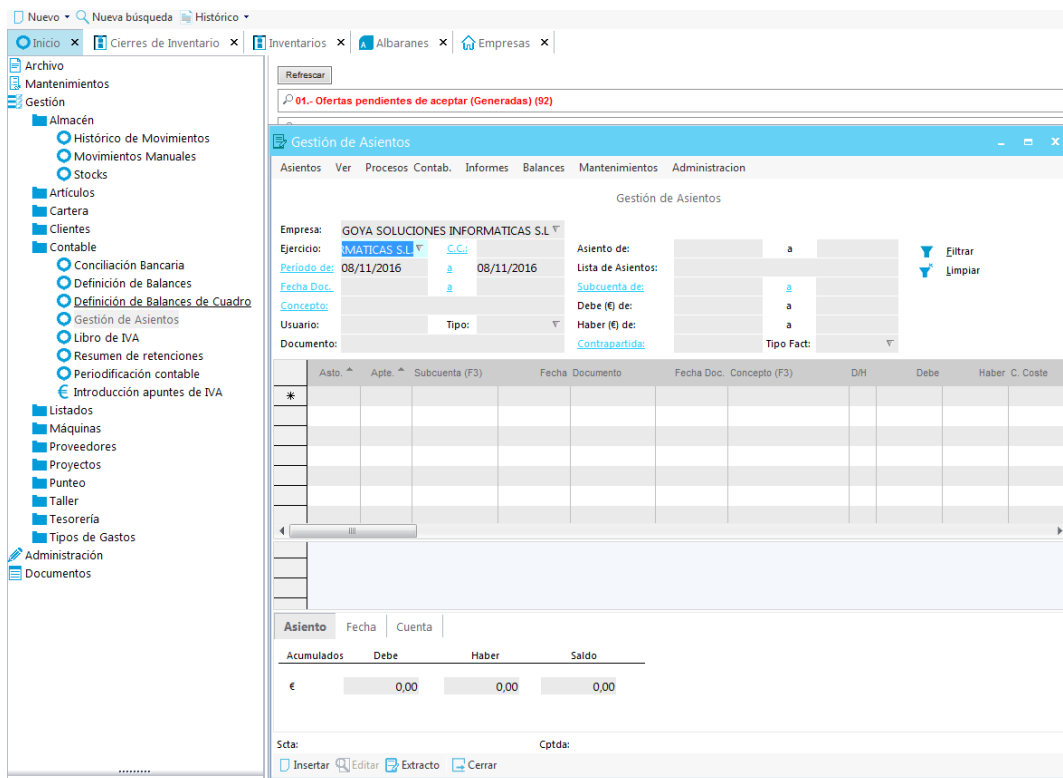 Nuevo Nueva búsqueda Histórico
Inicio x Cierres de Inventario x Inventarios x Albaranes x Empresas x
Archivo
Mantenimientos
Gestión
Almacén
Histórico de Movimientos
Movimientos Manuales
Stocks
Artículos
Cartera
Clientes
Contable
Conciliación Bancaria
Definición de Balances
Definición de Balances de Cuadro
Gestión de Asientos
Libro de IVA
Resumen de retenciones
Periodificación contable
€ Introducción apuntes de IVA
Listados
Máquinas
Proveedores
Proyectos
Punteo
Taller
Tesorería
Tipos de Gastos
Administración
Documentos
Refrescar
01.- Ofertas pendientes de aceptar (Generadas) (92)
Gestión de Asientos
Asientos Ver Procesos Contab. Informes Balances Mantenimientos Administracion
Gestión de Asientos
Empresa: GOYA SOLUCIONES INFORMATICAS S.L
Ejercicio: RMATICAS S.L C.C.: Asiento de: a Filtrar
Período de: 08/11/2016 a 08/11/2016 Lista de Asientos: Limpiar
Fecha Doc. a Subcuenta de: a
Concepto: Debe (€) de: a
Usuario: Tipo: Haber (€) de: a
Documento: Contrapartida: Tipo Fact:
Asto. Apte. Subcuenta (F3) Fecha Documento Fecha Doc. Concepto (F3) D/H Debe Haber C. Coste
*
Asiento Fecha Cuenta
Acumulados Debe Haber Saldo
€ 0,00 0,00 0,00
Scta: Cptda:
Insertar Editar Extracto Cerrar